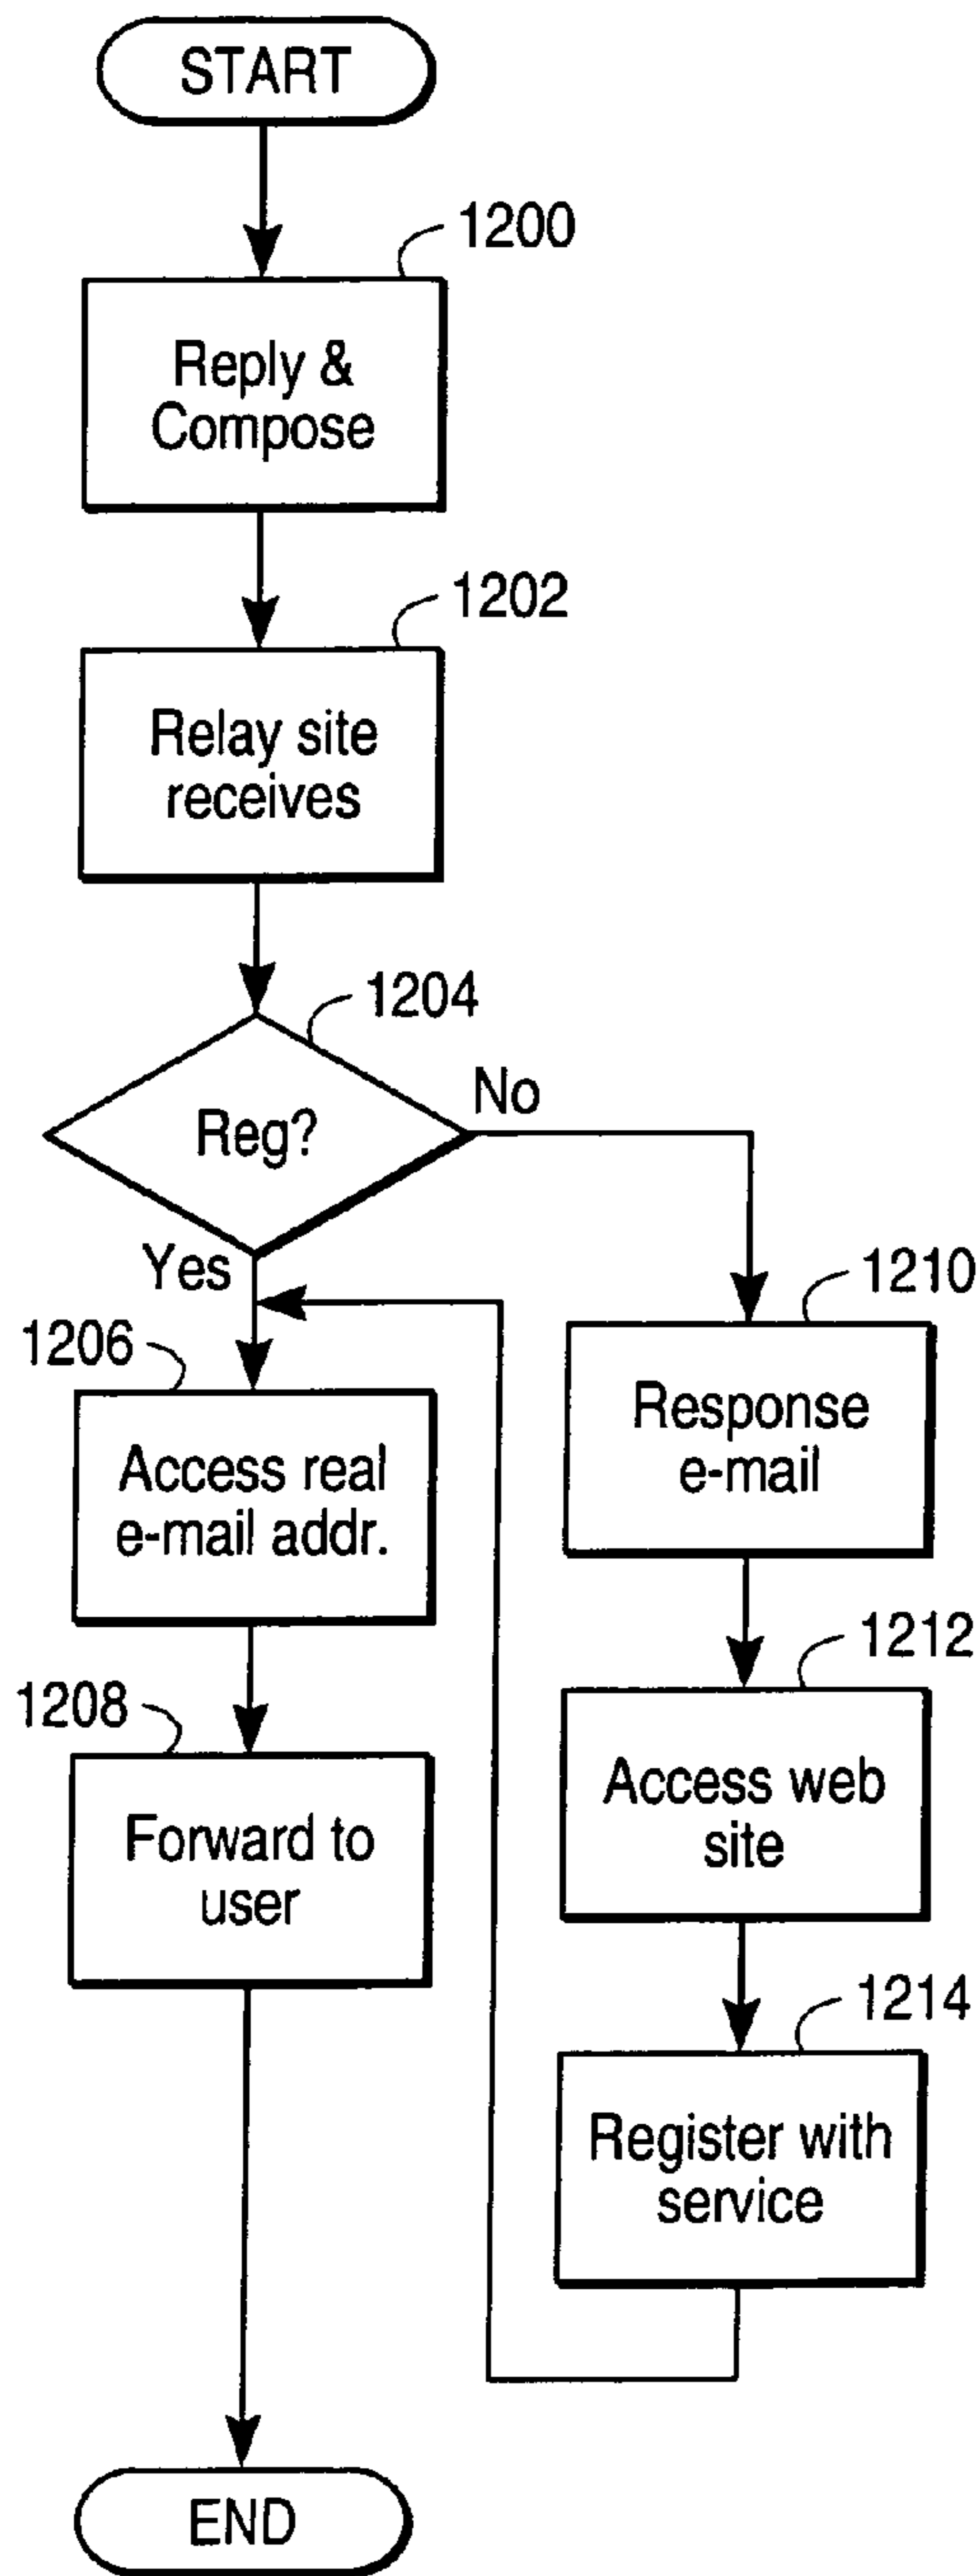 START
1200
Reply &
Compose
1202
Relay site
receives
1204
Reg?
No
Yes
1206
Access real
e-mail addr.
1208
Forward to
user
1210
Response
e-mail
1212
Access web
site
1214
Register with
service
END